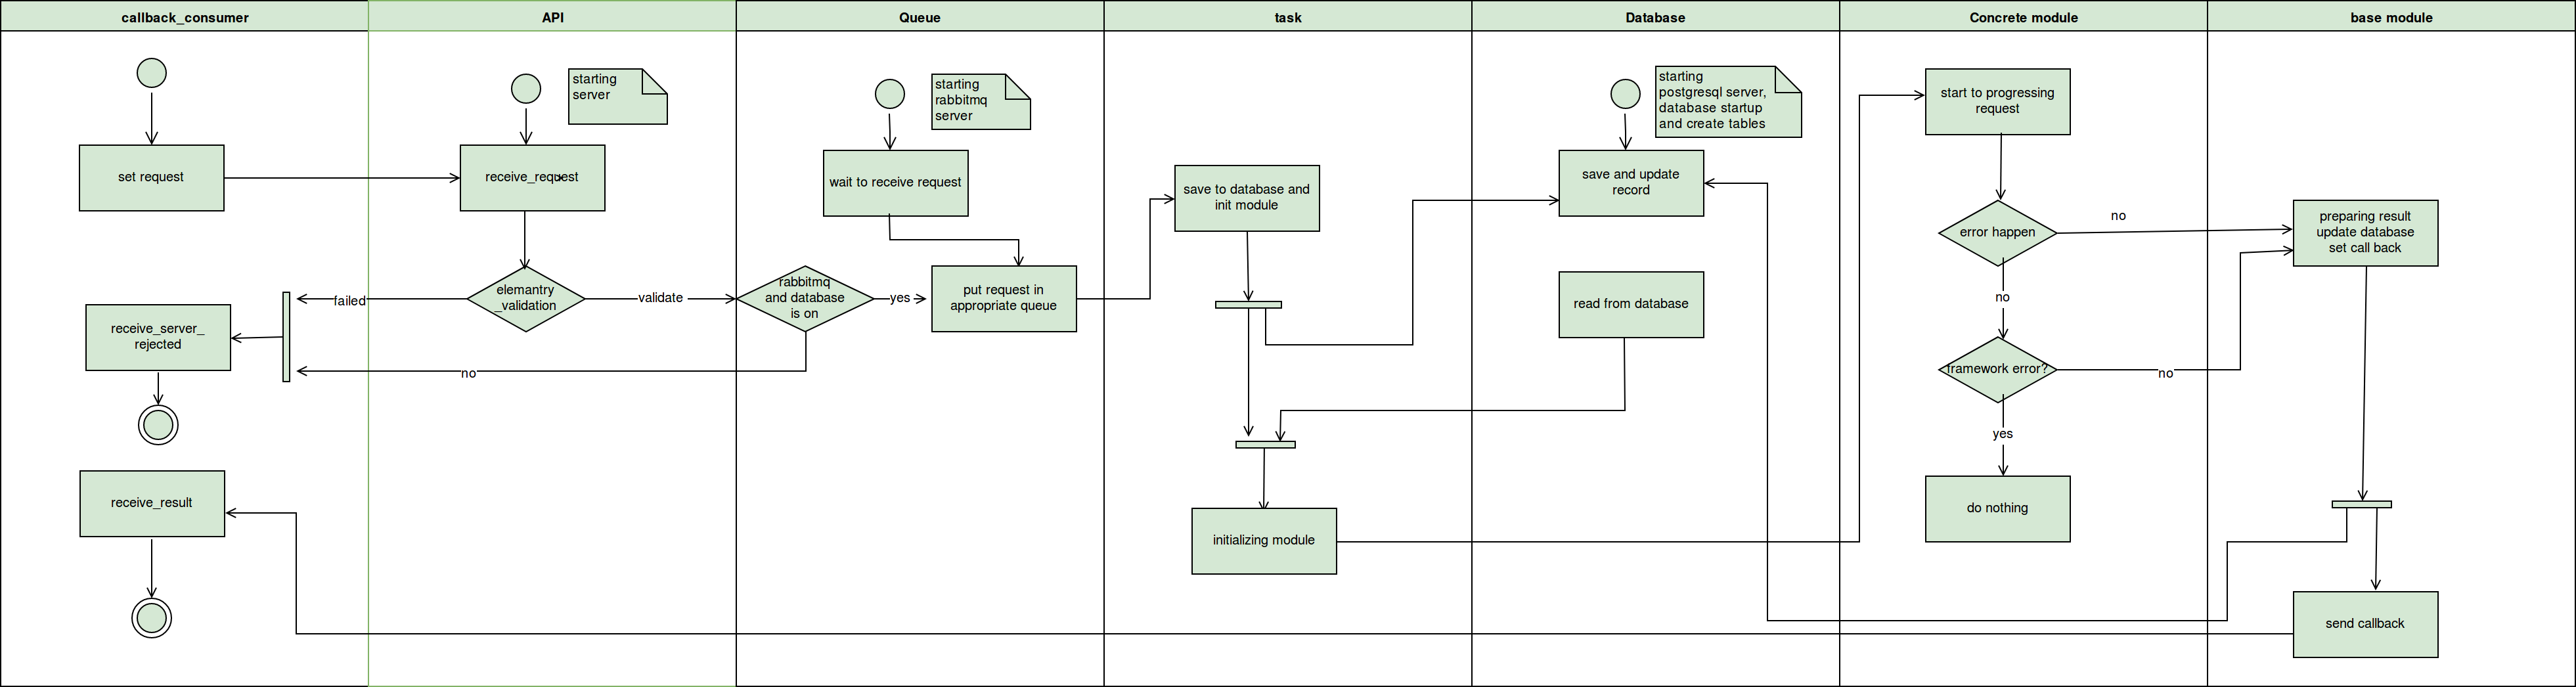 callback_consumer
API
Queue
task
Database
Concrete module
base module
starting
server
starting
rabbitmq
server
starting
postgresql server,
database startup
and create tables
start to progressing
request
set request
receive_request
wait to receive request
save to database and
init module
save and update
record
error happen
no
preparing result
update database
set call back
failed
elemantry
_validation
validate
rabbitmq
and database
is on
yes
put request in
appropriate queue
read from database
no
receive_server_
rejected
no
framework error?
no
yes
receive_result
initializing module
do nothing
send callback